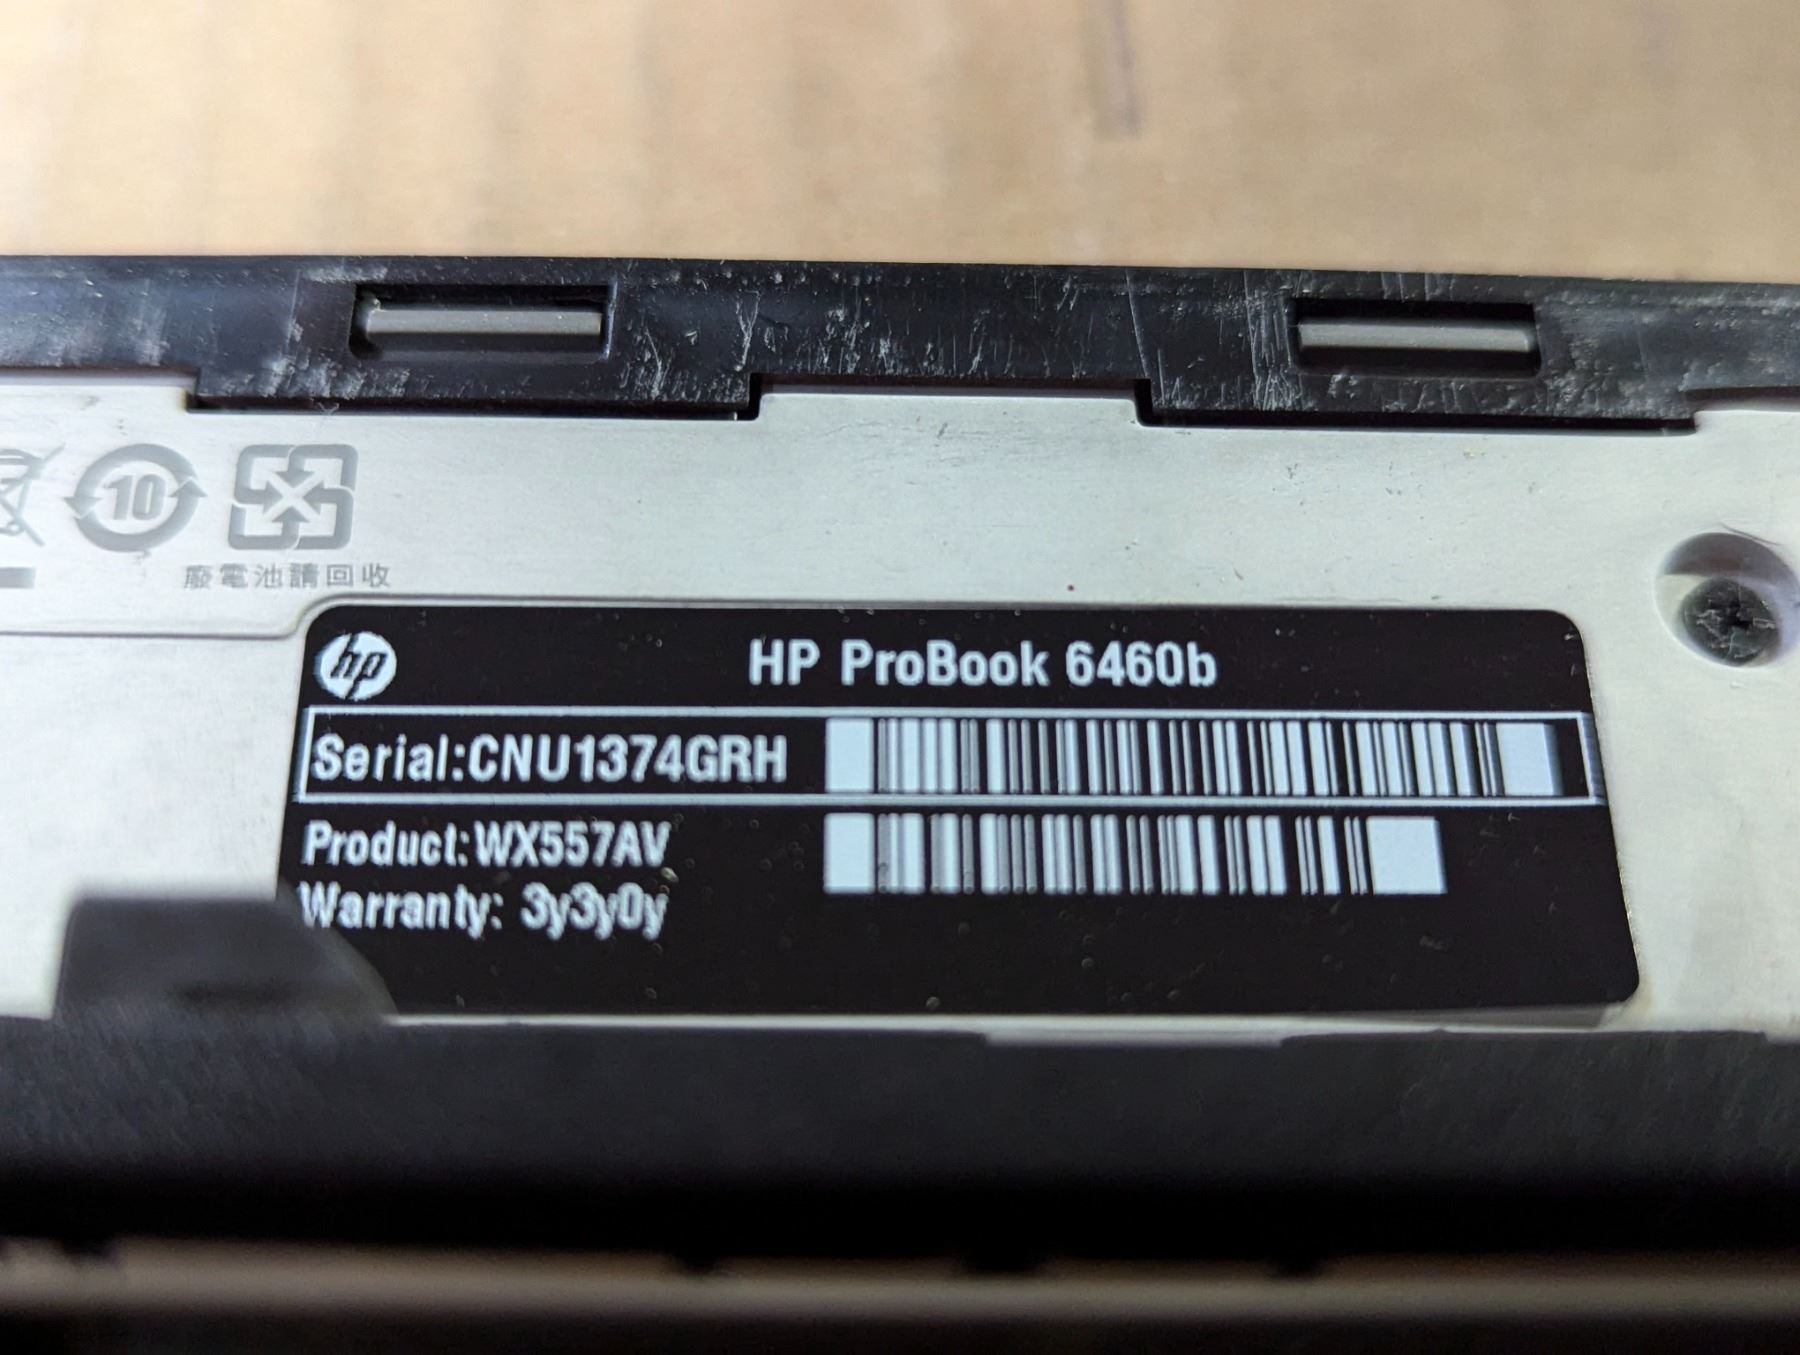 10
廢電池請回收
hp
HP ProBook 6460b
Serial:CNU1374GRH
Product:WX557AV
Warranty: 3y3y0y